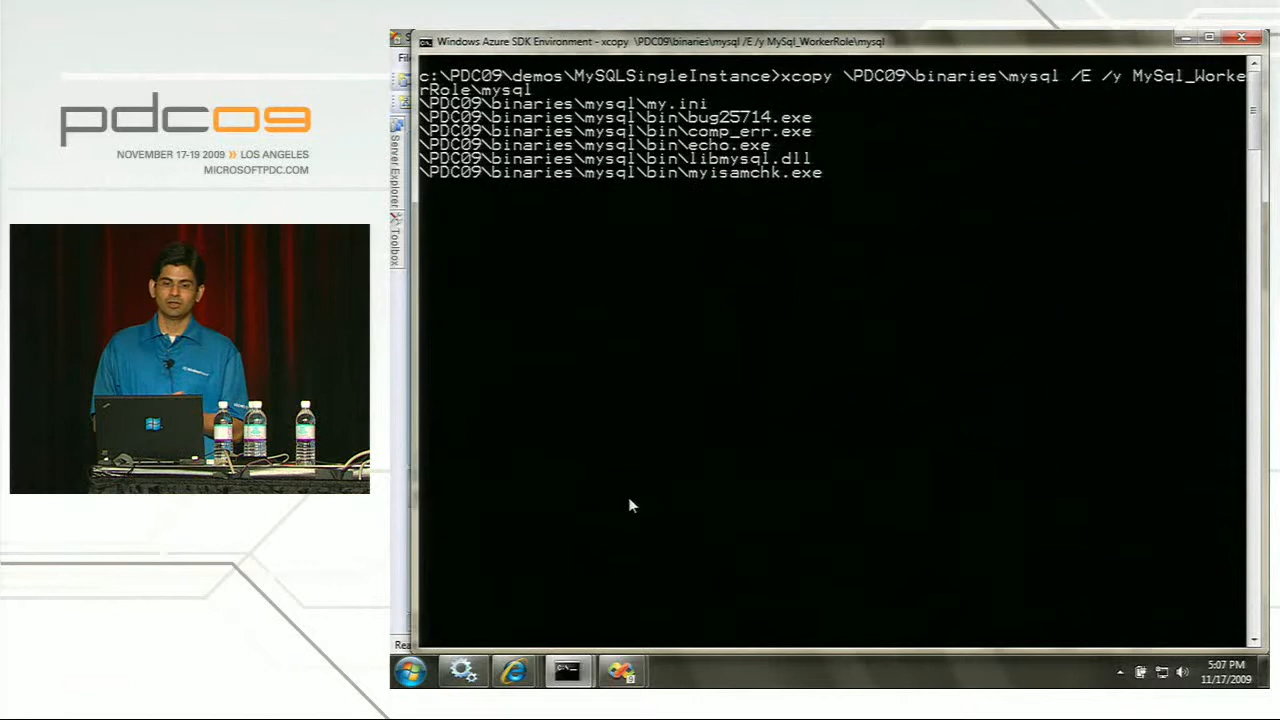 pdc09
NOVEMBER 17-19 2009 » LOS ANGELES
MICROSOFTPDC.COM
Windows Azure SDK Environment - xcopy \PDC09\binaries\mysql /E /y MySql_WorkerRole\mysql
c:\PDC09\demos\MySQLSingleInstance>xcopy \PDC09\binaries\mysql /E /y MySql_Worke
rRole\mysql
\PDC09\binaries\mysql\my.ini
\PDC09\binaries\mysql\bin\bug25714.exe
\PDC09\binaries\mysql\bin\comp_err.exe
\PDC09\binaries\mysql\bin\echo.exe
\PDC09\binaries\mysql\bin\libmysql.dll
\PDC09\binaries\mysql\bin\myisamchk.exe
Server Explorer
Toolbox
5:07 PM
11/17/2009